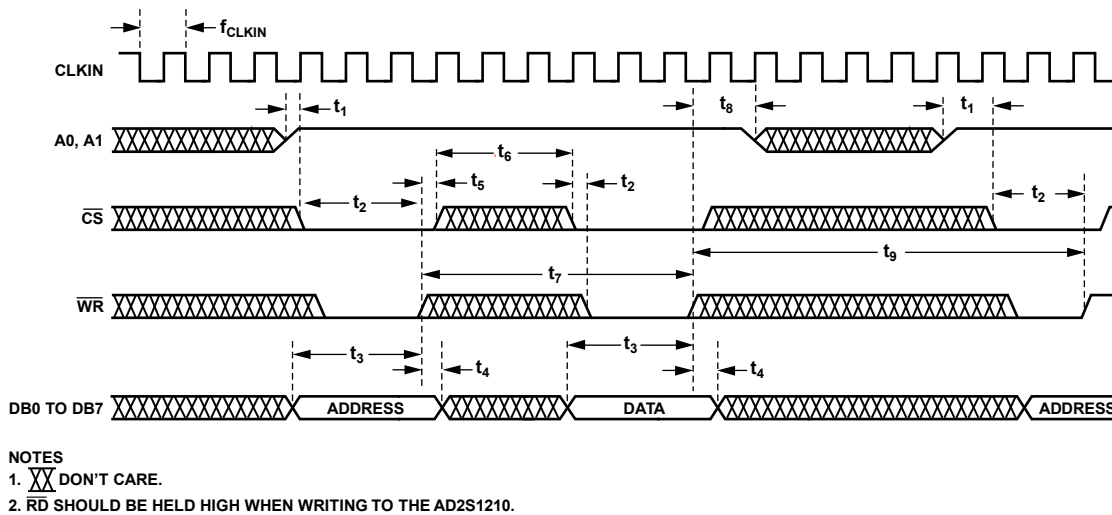 fCLKIN
CLKIN
t1 t8 t1
A0, A1
t6
t5 t2
t2 t2
CS
t9
t7
WR
t3 t3
t4 t4
DB0 TO DB7 ADDRESS DATA ADDRESS
NOTES
1. DON'T CARE.
2. RD SHOULD BE HELD HIGH WHEN WRITING TO THE AD2S1210.